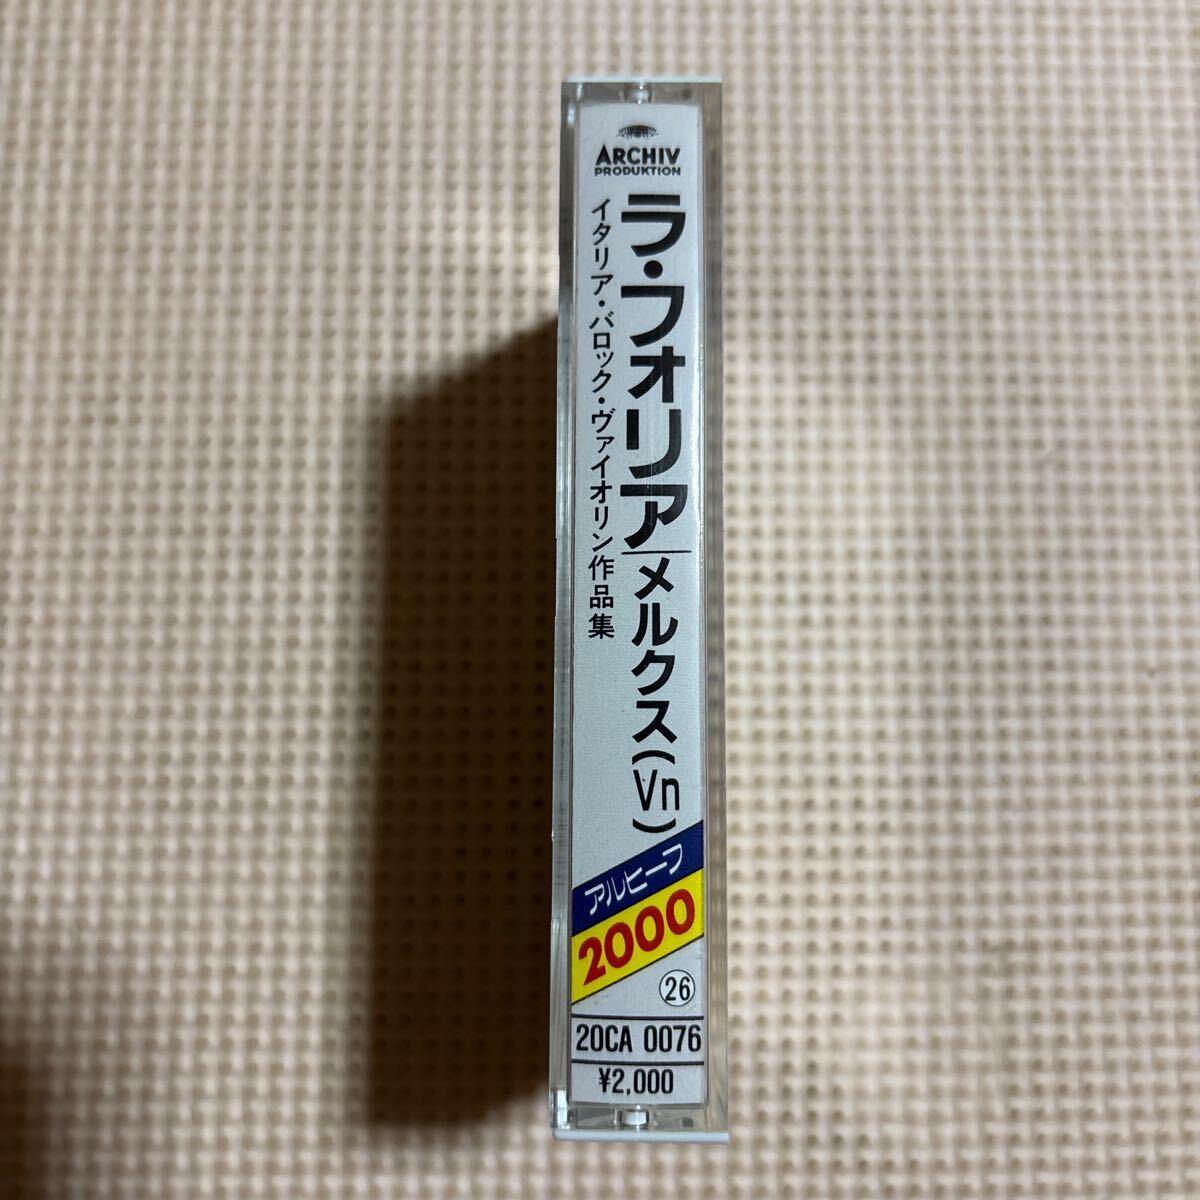 ARCHIV
PRODUKTION
ラ・フォリア/メルクス(Vn)
イタリア・バロック・ヴァイオリン作品集
アルヒーフ
2000
26
20CA 0076
¥2,000